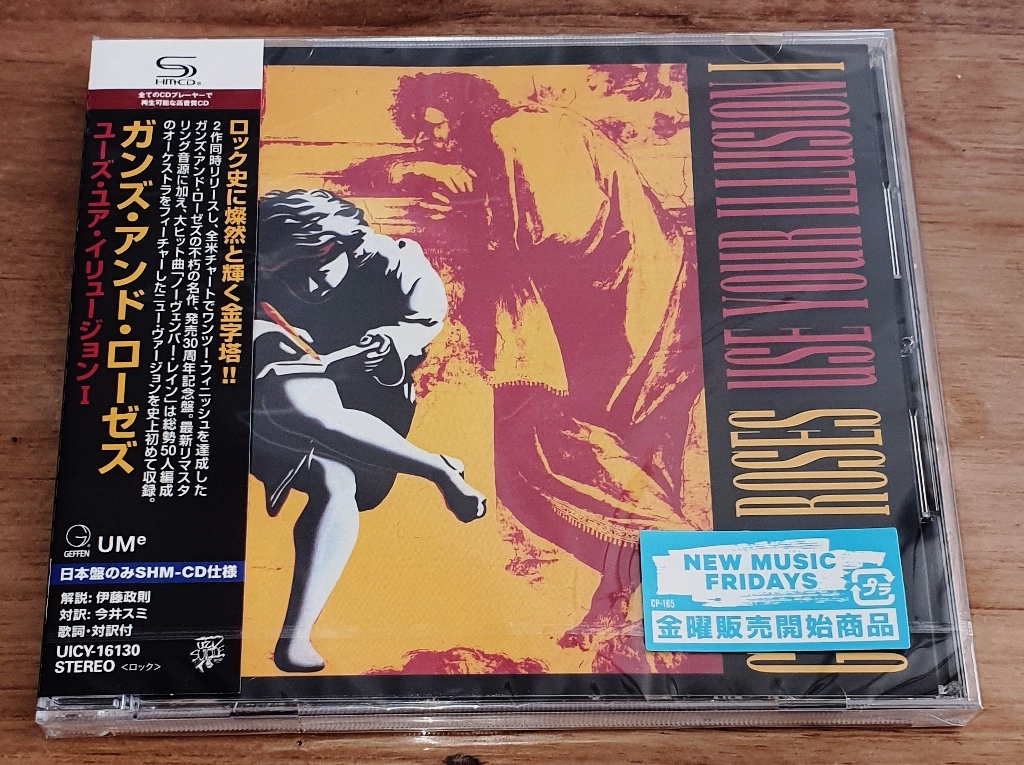 SHM-CD®
全てのCDプレーヤーで
再生可能な高音質CD
ロック史に燦然と輝く金字塔!!
2作同時リリースし、全米チャートでワンツー・フィニッシュを達成した
ガンズ・アンド・ローゼズの不朽の名作、発売30周年記念盤。最新リマスタ
リング音源に加え、大ヒット曲「ノーヴェンバー・レイン」は総勢50人編成
のオーケストラをフィーチャーしたニュー・ヴァージョンを史上初めて収録。
ガンズ・アンド・ローゼズ
ユーズ・ユア・イリュージョン I
GEFFEN
UMe
日本盤のみSHM-CD仕様
解説: 伊藤政則
対訳: 今井スミ
歌詞・対訳付
UICY-16130
STEREO <ロック>
G ROSES USE YOUR ILLUSION I
NEW MUSIC
FRIDAYS
CP-165
金曜販売開始商品